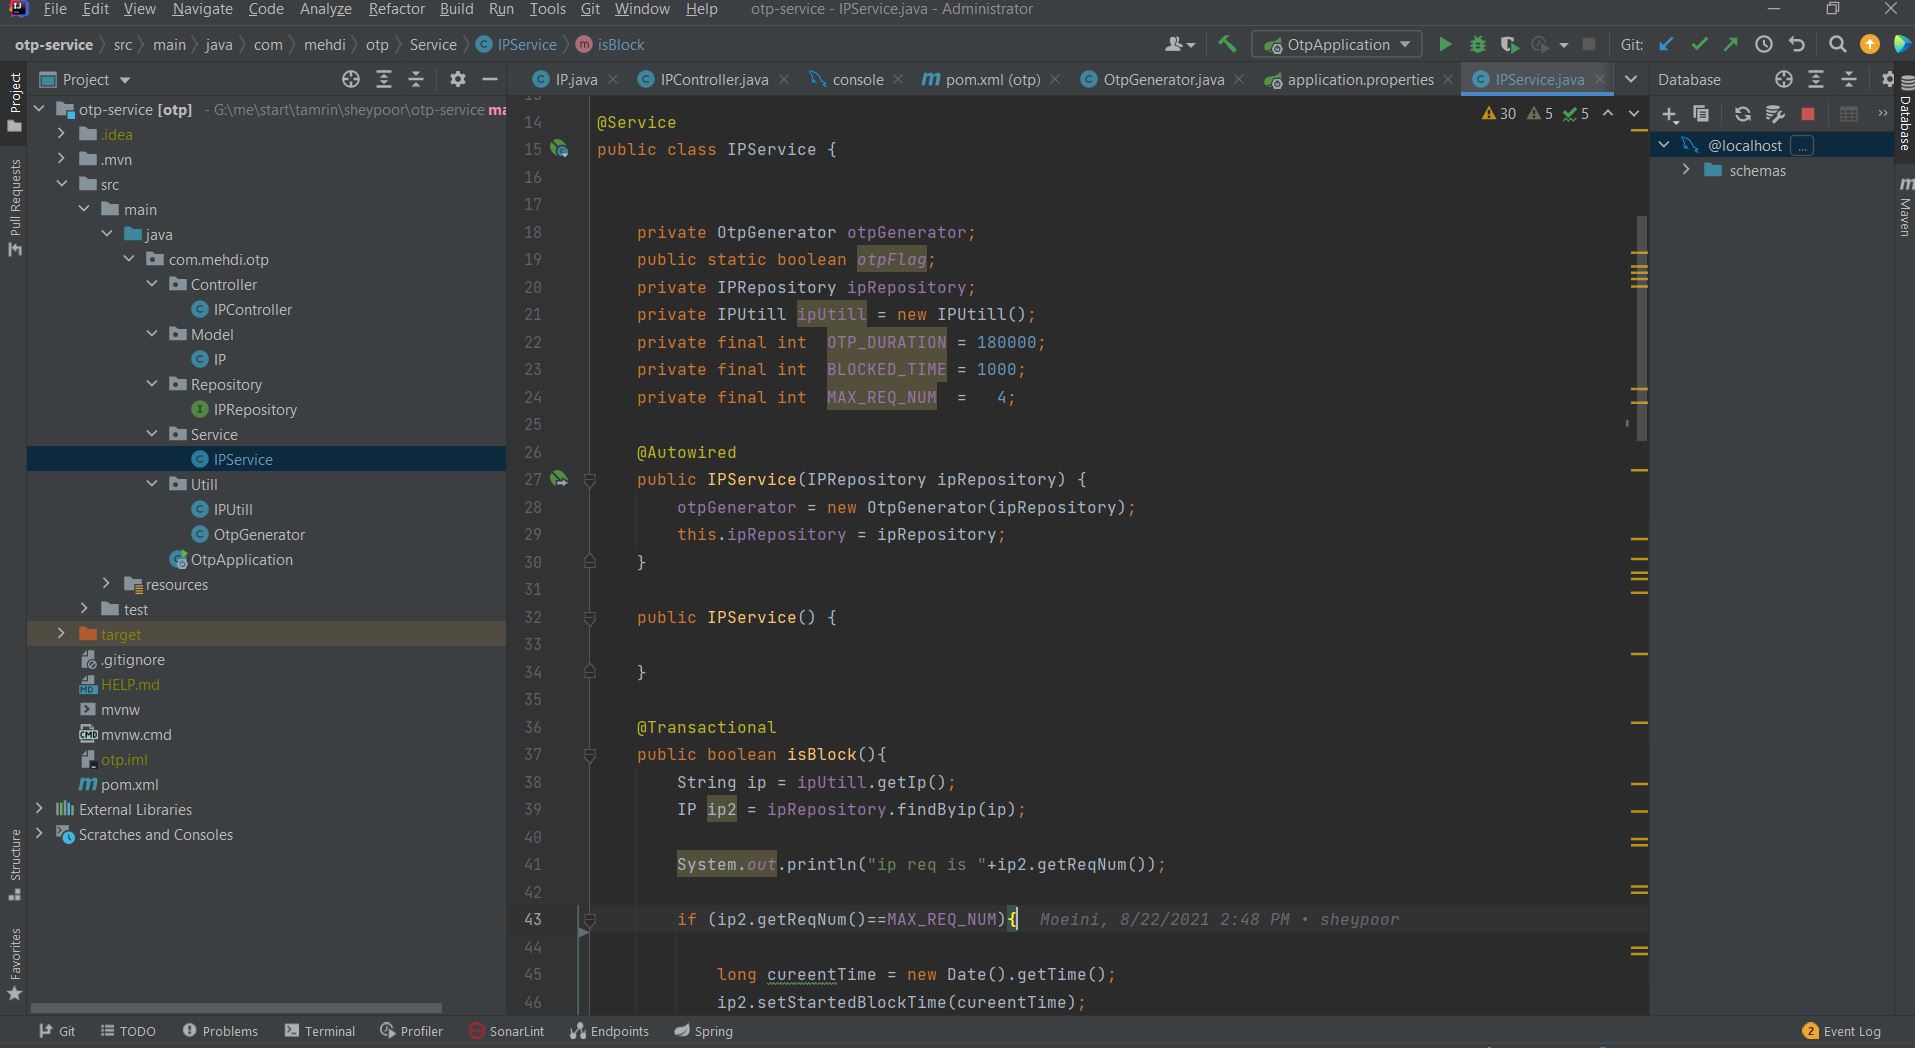 File Edit View Navigate Code Analyze Refactor Build Run Tools Git Window Help otp-service - IPService.java - Administrator
otp-service src main java com mehdi otp Service IPService isBlock OtpApplication Git:
Project
IP.java IPController.java console pom.xml (otp) OtpGenerator.java application.properties IPService.java
Database
otp-service [otp] - G:\me\start\tamrin\sheypoor\otp-service ma
.idea
.mvn
src
main
java
com.mehdi.otp
Controller
IPController
Model
IP
Repository
IPRepository
Service
IPService
Utill
IPUtill
OtpGenerator
OtpApplication
resources
test
target
.gitignore
HELP.md
mvnw
mvnw.cmd
otp.iml
pom.xml
External Libraries
Scratches and Consoles
Project
Pull Requests
Structure
Favorites
30 5 5
14 @Service
15 public class IPService {
16
17
18 private OtpGenerator otpGenerator;
19 public static boolean otpFlag;
20 private IPRepository ipRepository;
21 private IPUtill ipUtill = new IPUtill();
22 private final int OTP_DURATION = 180000;
23 private final int BLOCKED_TIME = 1000;
24 private final int MAX_REQ_NUM = 4;
25
26 @Autowired
27 public IPService(IPRepository ipRepository) {
28 otpGenerator = new OtpGenerator(ipRepository);
29 this.ipRepository = ipRepository;
30 }
31
32 public IPService() {
33
34 }
35
36 @Transactional
37 public boolean isBlock(){
38 String ip = ipUtill.getIp();
39 IP ip2 = ipRepository.findByip(ip);
40
41 System.out.println("ip req is "+ip2.getReqNum());
42
43 if (ip2.getReqNum()==MAX_REQ_NUM){ Moeini, 8/22/2021 2:48 PM • sheypoor
44
45 long cureentTime = new Date().getTime();
46 ip2.setStartedBlockTime(cureentTime);
@localhost ...
schemas
Database
Maven
Git TODO Problems Terminal Profiler SonarLint Endpoints Spring 2 Event Log